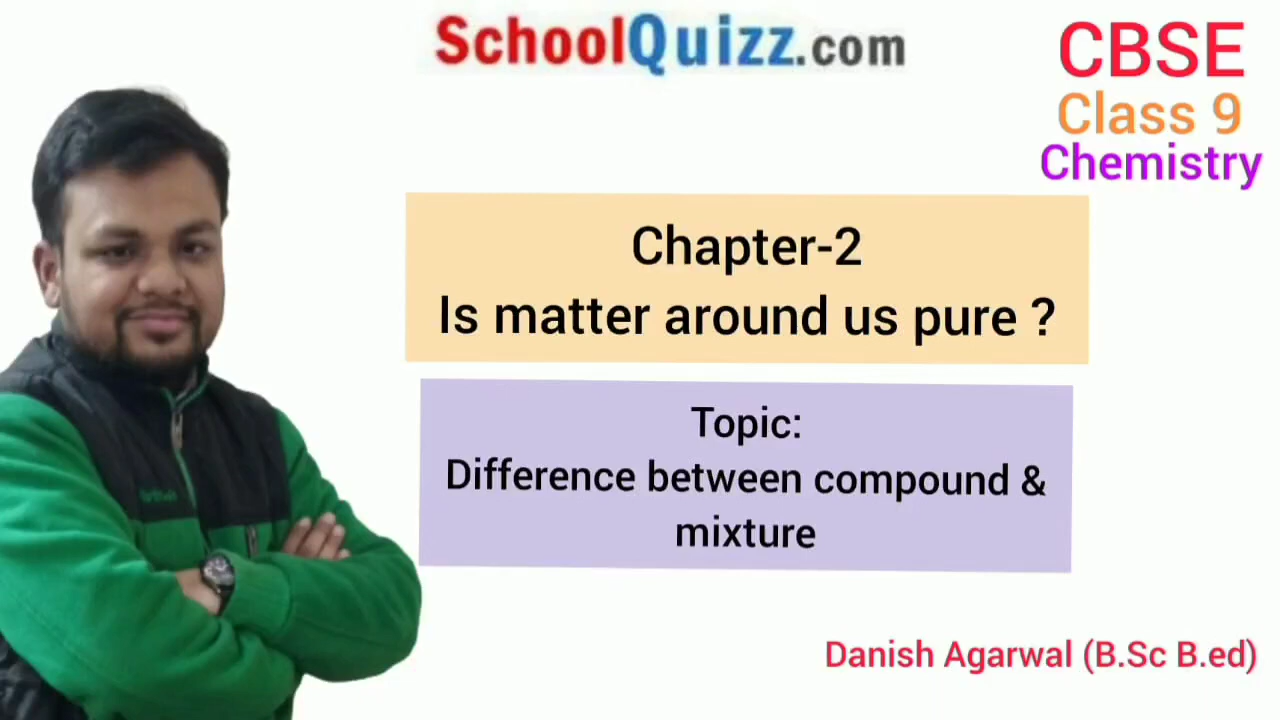 SchoolQuizz.com
CBSE
Class 9
Chemistry
Chapter-2
Is matter around us pure ?
Topic:
Difference between compound &
mixture
Danish Agarwal (B.Sc B.ed)